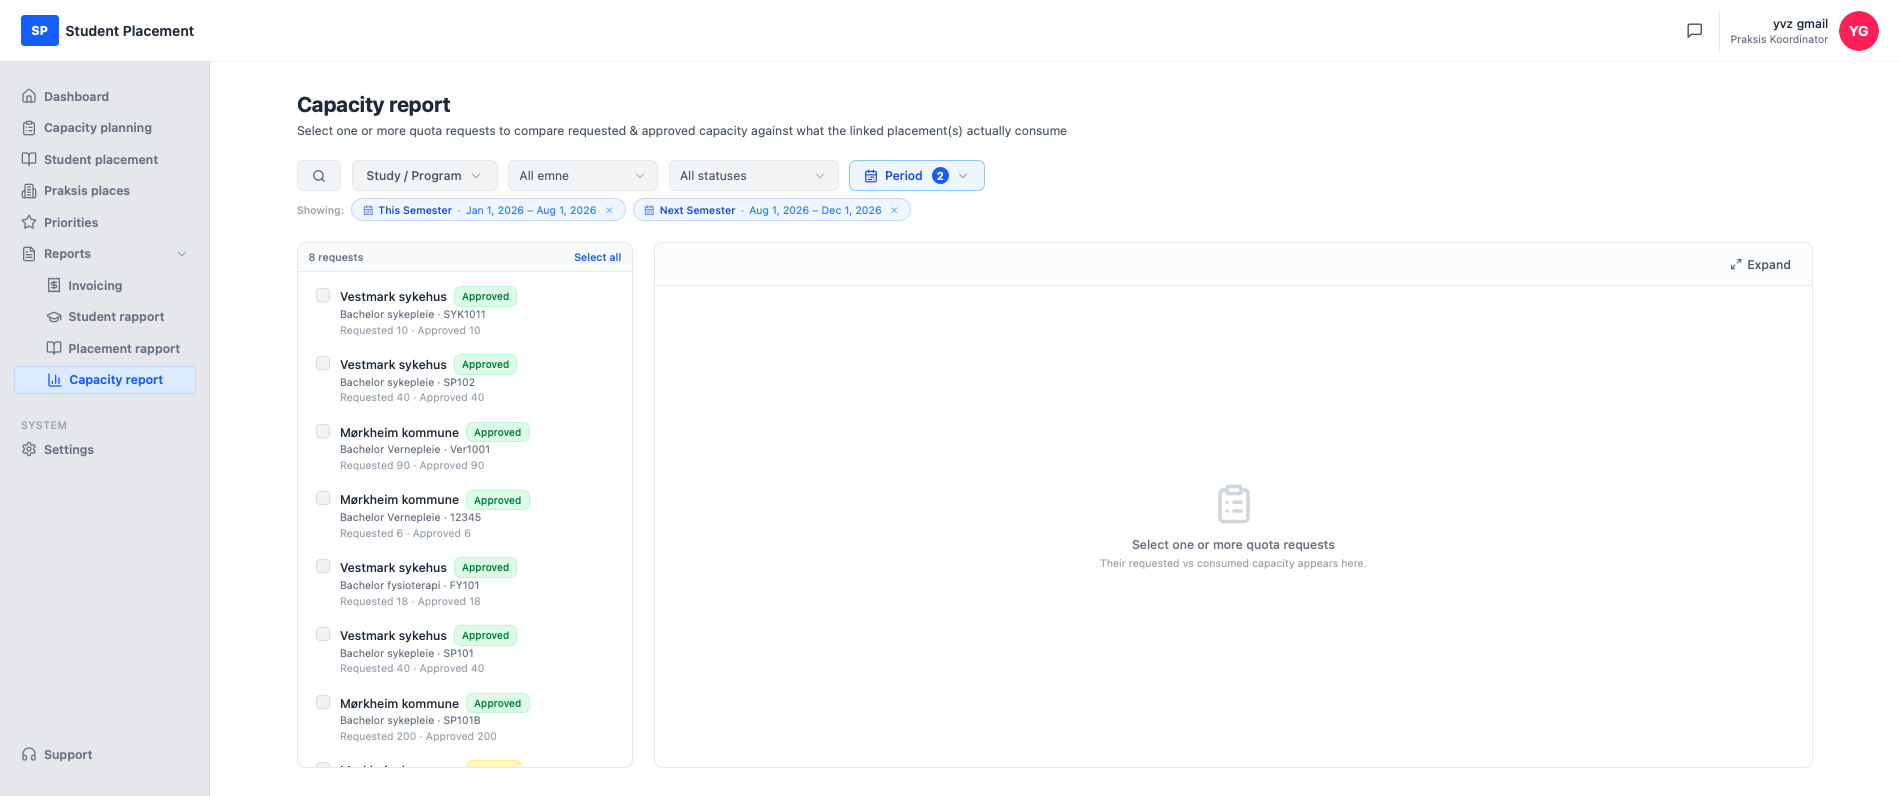 SP Student Placement
yvz gmail
Praksis Koordinator
YG
Dashboard
Capacity planning
Student placement
Praksis places
Priorities
Reports
Invoicing
Student rapport
Placement rapport
Capacity report
SYSTEM
Settings
Support
Capacity report
Select one or more quota requests to compare requested & approved capacity against what the linked placement(s) actually consume
Study / Program
All emne
All statuses
Period 2
Showing: This Semester · Jan 1, 2026 – Aug 1, 2026 × Next Semester · Aug 1, 2026 – Dec 1, 2026 ×
8 requests Select all
Vestmark sykehus Approved
Bachelor sykepleie · SYK1011
Requested 10 · Approved 10
Vestmark sykehus Approved
Bachelor sykepleie · SP102
Requested 40 · Approved 40
Mørkheim kommune Approved
Bachelor Vernepleie · Ver1001
Requested 90 · Approved 90
Mørkheim kommune Approved
Bachelor Vernepleie · 12345
Requested 6 · Approved 6
Vestmark sykehus Approved
Bachelor fysioterapi · FY101
Requested 18 · Approved 18
Vestmark sykehus Approved
Bachelor sykepleie · SP101
Requested 40 · Approved 40
Mørkheim kommune Approved
Bachelor sykepleie · SP101B
Requested 200 · Approved 200
Expand
Select one or more quota requests
Their requested vs consumed capacity appears here.